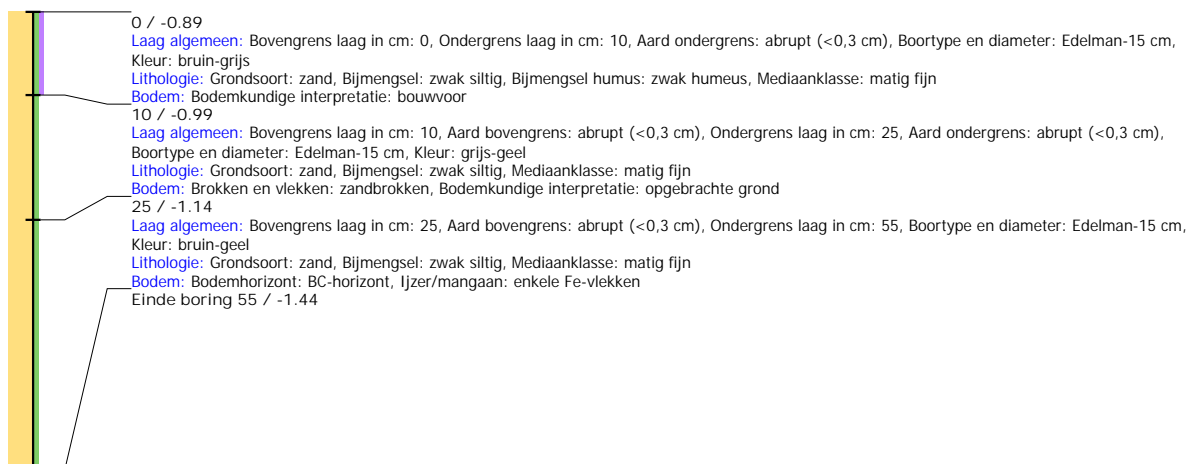 0 / -0.89
Laag algemeen: Bovengrens laag in cm: 0, Ondergrens laag in cm: 10, Aard ondergrens: abrupt (<0,3 cm), Boortype en diameter: Edelman-15 cm,
Kleur: bruin-grijs
Lithologie: Grondsoort: zand, Bijmengsel: zwak siltig, Bijmengsel humus: zwak humeus, Mediaanklasse: matig fijn
Bodem: Bodemkundige interpretatie: bouwvoor
10 / -0.99
Laag algemeen: Bovengrens laag in cm: 10, Aard bovengrens: abrupt (<0,3 cm), Ondergrens laag in cm: 25, Aard ondergrens: abrupt (<0,3 cm),
Boortype en diameter: Edelman-15 cm, Kleur: grijs-geel
Lithologie: Grondsoort: zand, Bijmengsel: zwak siltig, Mediaanklasse: matig fijn
Bodem: Brokken en vlekken: zandbrokken, Bodemkundige interpretatie: opgebrachte grond
25 / -1.14
Laag algemeen: Bovengrens laag in cm: 25, Aard bovengrens: abrupt (<0,3 cm), Ondergrens laag in cm: 55, Boortype en diameter: Edelman-15 cm,
Kleur: bruin-geel
Lithologie: Grondsoort: zand, Bijmengsel: zwak siltig, Mediaanklasse: matig fijn
Bodem: Bodemhorizont: BC-horizont, Ijzer/mangaan: enkele Fe-vlekken
Einde boring 55 / -1.44